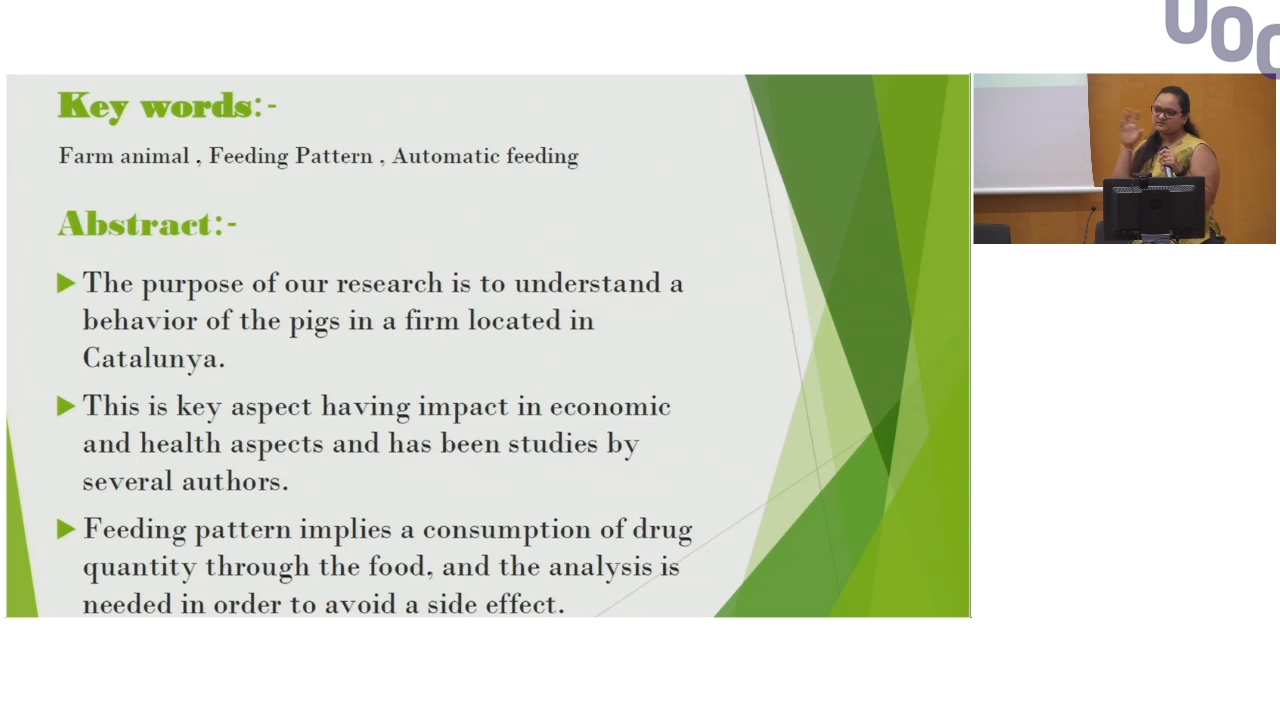 UOC
Key words:-
Farm animal , Feeding Pattern , Automatic feeding
Abstract:-
The purpose of our research is to understand a
behavior of the pigs in a firm located in
Catalunya.
This is key aspect having impact in economic
and health aspects and has been studies by
several authors.
Feeding pattern implies a consumption of drug
quantity through the food, and the analysis is
needed in order to avoid a side effect.